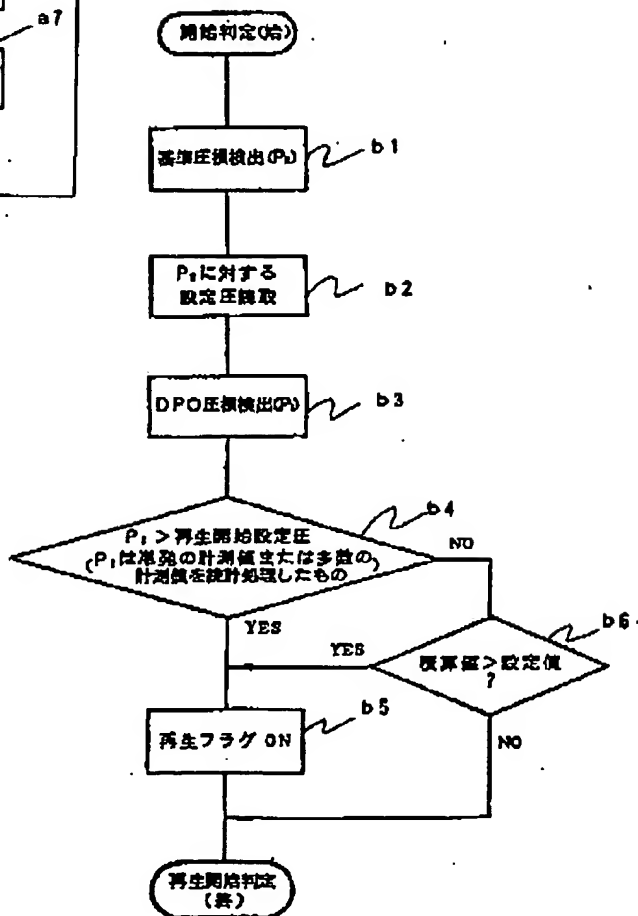 a7
開始判定(始)
基準圧損検出(P₂)
b1
P₂に対する
設定圧読取
b2
DPO圧損検出(P₁)
b3
b4
P₁＞再生開始設定圧
(P₁は単発の計測値または多数の)
計測値を統計処理したもの
NO
YES
b6
積算値＞設定値
?
YES
b5
再生フラグ ON
NO
再生開始判定
(終)